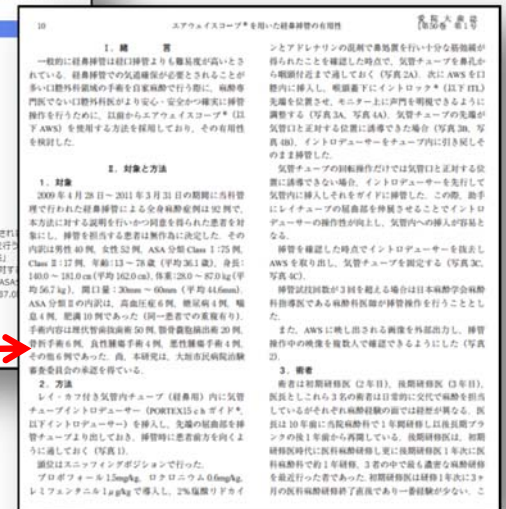 10
エアウェイスコープ®を用いた経鼻挿管の有用性
愛 院 大 歯 誌
第50巻 第1号
Ⅰ. 緒 言
一般的に経鼻挿管は経口挿管よりも難易度が高いとさ
れている. 経鼻挿管での気道確保が必要とされることが
多い口腔外科領域の手術を自家麻酔で行う際に, 麻酔専
門医でない口腔外科医がより安心・安全かつ確実に挿管
操作を行うために, 以前からエアウェイスコープ®(以
下 AWS) を使用する方法を採用しており, その有用性
を検討した.
Ⅱ. 対象と方法
1. 対象
2009 年 4 月 28 日～2011 年 3 月 31 日の期間に当科管
理で行われた経鼻挿管による全身麻酔症例は 92 例で,
本方法に対する説明を行いかつ同意を得られた患者を対
象にし, 挿管を担当する患者は無作為に決定した. その
内訳は男性 40 例, 女性 52 例, ASA 分類 Class Ⅰ:75 例,
Class Ⅱ:17 例, 年齢:13～78 歳 (平均 36.1 歳), 身長:
140.0～181.0 cm (平均 162.0 cm), 体重:28.0～87.0 kg (平
均 56.7 kg), 開口量:30mm～60mm (平均 44.6mm).
ASA 分類Ⅱの内訳は, 高血圧症 6 例, 糖尿病 4 例, 喘
息 4 例, 肥満 10 例であった (同一患者での重複有り).
手術内容は埋伏智歯抜歯術 50 例, 顎骨嚢胞摘出術 20 例,
骨折手術 6 例, 良性腫瘍手術 4 例, 悪性腫瘍手術 4 例,
その他 6 例であった. 尚, 本研究は, 大垣市民病院治験
審査委員会の承認を得ている.
2. 方法
レイ・カフ付き気管内チューブ (経鼻用) 内に気管
チューブイントロデューサー (PORTEX15ｃｈガイド®,
以下イントロデューサー) を挿入し, 先端の屈曲部を挿
管チューブより出しておき, 挿管時に患者前方を向くよ
うに通しておく (写真1).
頭位はスニッフィングポジションで行った.
プロポフォール 1.5mg/kg, ロクロニウム 0.6mg/kg,
レミフェンタニル 1μg/kg で導入し, 2% 塩酸リドカイ
ンとアドレナリンの混剤で鼻処置を行い十分な筋弛緩が
得られたことを確認した時点で, 気管チューブを鼻孔か
ら咽頭付近まで通しておく (写真2A). 次に AWS を口
腔内に挿入し, 喉頭蓋下にイントロック®(以下 ITL)
先端を位置させ, モニター上に声門を明視できるように
調整する (写真3A, 写真4A). 気管チューブの先端が
気管口と正対する位置に誘導できた場合 (写真3B, 写
真4B), イントロデューサーをチューブ内に引き戻しそ
のまま挿管した.
気管チューブの回転操作だけでは気管口と正対する位
置に誘導できない場合, イントロデューサーを先行して
気管内に挿入しそれをガイドに挿管した. この際, 助手
にレイチューブの屈曲部を伸展させることでイントロ
デューサーの操作性が向上し, 気管内への挿入が容易と
なる.
挿管を確認した時点でイントロデューサーを抜去し
AWS を取り出し, 気管チューブを固定する (写真3C,
写真4C).
挿管試技回数が 3 回を超える場合は日本麻酔学会麻酔
科指導医である麻酔科医師が挿管操作を行うこととし
た.
また, AWS に映し出される画像を外部出力し, 挿管
操作中の映像を複数人で確認できるようにした (写真
2).
3. 術者
術者は初期研修医 (2年目), 後期研修医 (3年目),
医長としこれら 3 名の術者は日常的に交代で麻酔を担当
しているがそれぞれ麻酔経験の面では経歴が異なる. 医
長は 10 年前に当院麻酔科で 1 年間研修し以後長期ブラ
ンクの後 1 年前から再開している. 後期研修医は, 初期
研修医時代に医科麻酔研修し更に後期研修医 1 年次に医
科麻酔科で約 1 年研修, 3 者の中で最も濃密な麻酔研修
を最近行った者であった. 初期研修医は研修 1 年次に 3ヶ
月の医科麻酔研修終了直後であり一番経験が少ない. こ